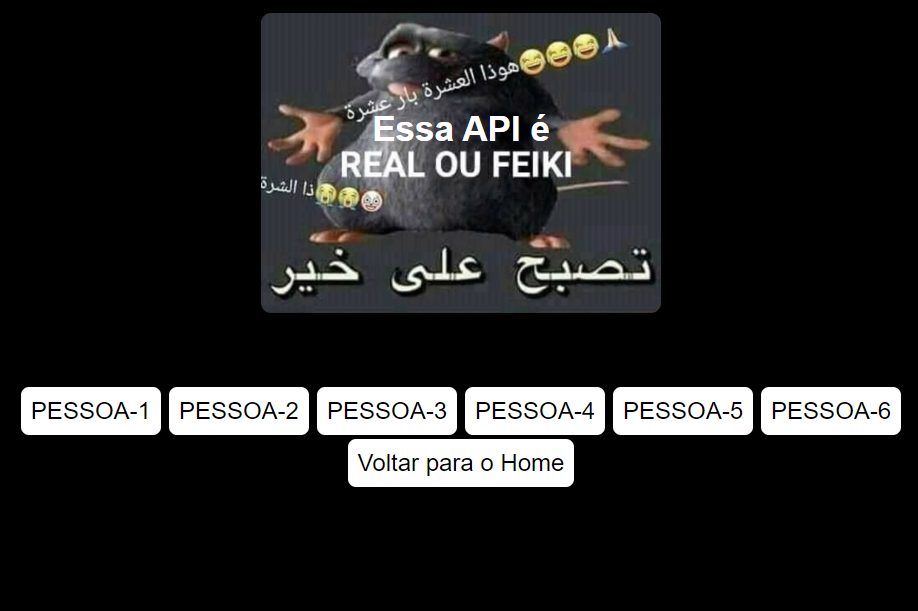 هوذا العشرة بار عشرة😂😂😂🙏🏻
Essa API é
REAL OU FEIKI
ذا الشرة😭😭🤡
تصبح على خير
PESSOA-1 PESSOA-2 PESSOA-3 PESSOA-4 PESSOA-5 PESSOA-6
Voltar para o Home